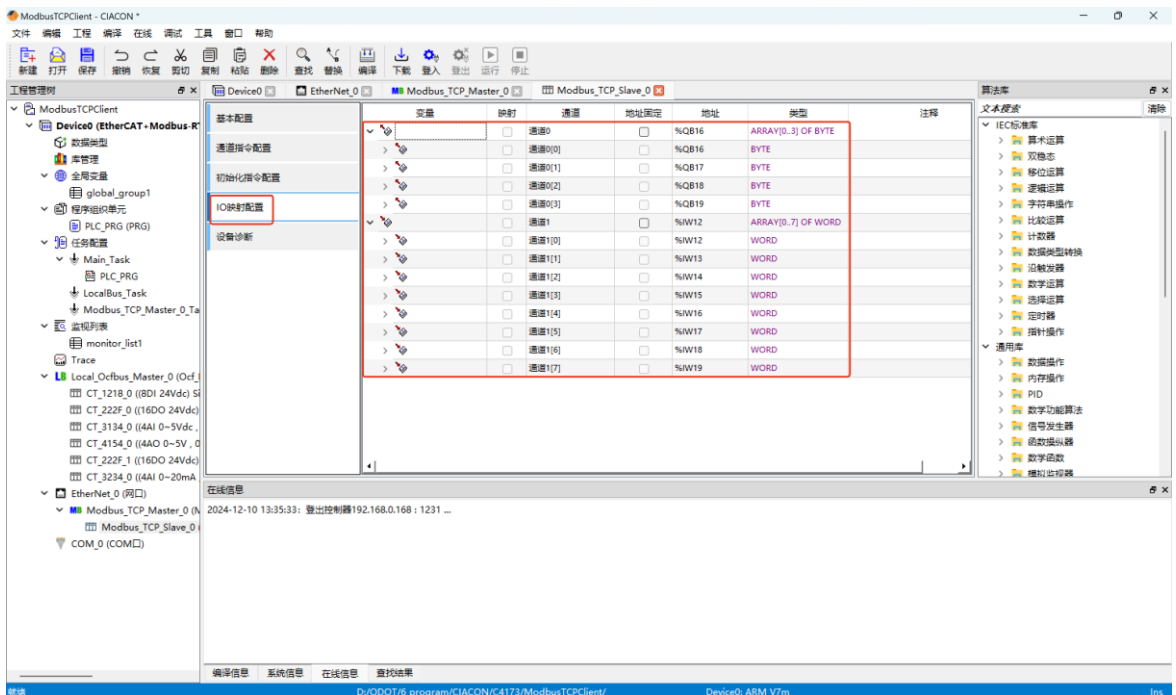 ModbusTCPClient - CIACON *
文件 编辑 工程 编译 在线 调试 工具 窗口 帮助
新建 打开 保存 撤销 恢复 剪切 复制 粘贴 删除 查找 替换 编译 下载 登入 登出 运行 停止
工程管理树
ModbusTCPClient
Device0 (EtherCAT+Modbus-R
数据类型
库管理
全局变量
global_group1
程序组织单元
PLC_PRG (PRG)
任务配置
Main_Task
PLC_PRG
LocalBus_Task
Modbus_TCP_Master_0_Ta
监视列表
monitor_list1
Trace
LB Local_Ocfbus_Master_0 (Ocf_
CT_1218_0 ((8DI 24Vdc) Si
CT_222F_0 ((16DO 24Vdc)
CT_3134_0 ((4AI 0~5Vdc ,
CT_4154_0 ((4AO 0~5V , 0
CT_222F_1 ((16DO 24Vdc)
CT_3234_0 ((4AI 0~20mA
EtherNet_0 (网口)
MB Modbus_TCP_Master_0 (M
Modbus_TCP_Slave_0 (
COM_0 (COM口)
Device0 EtherNet_0 MB Modbus_TCP_Master_0 Modbus_TCP_Slave_0
基本配置
通道指令配置
初始化指令配置
IO映射配置
设备诊断
变量 映射 通道 地址固定 地址 类型 注释
通道0 %QB16 ARRAY[0..3] OF BYTE
通道0[0] %QB16 BYTE
通道0[1] %QB17 BYTE
通道0[2] %QB18 BYTE
通道0[3] %QB19 BYTE
通道1 %IW12 ARRAY[0..7] OF WORD
通道1[0] %IW12 WORD
通道1[1] %IW13 WORD
通道1[2] %IW14 WORD
通道1[3] %IW15 WORD
通道1[4] %IW16 WORD
通道1[5] %IW17 WORD
通道1[6] %IW18 WORD
通道1[7] %IW19 WORD
算法库
文本搜索 清除
IEC标准库
算术运算
双稳态
移位运算
逻辑运算
字符串操作
比较运算
计数器
数据类型转换
沿触发器
数学运算
选择运算
定时器
指针操作
通用库
数据操作
内存操作
PID
数学功能算法
信号发生器
函数操纵器
数学函数
模拟监视器
在线信息
2024-12-10 13:35:33: 登出控制器192.168.0.168 : 1231 ...
编译信息 系统信息 在线信息 查找结果
就绪 D:/ODOT/6 program/CIACON/C4173/ModbusTCPClient/ Device0: ARM_V7m Ins